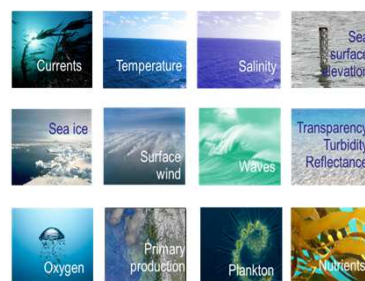 Currents
Temperature
Salinity
Sea
surface
elevation
Sea ice
Surface
wind
Waves
Transparency
Turbidity
Reflectance
Oxygen
Primary
production
Plankton
Nutrients